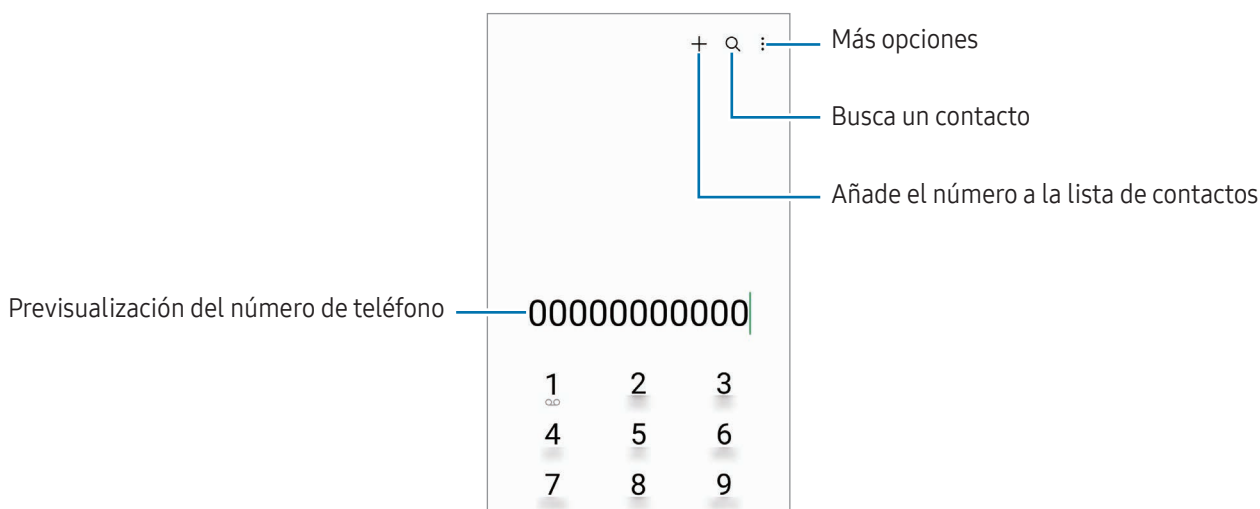 Más opciones
Busca un contacto
Añade el número a la lista de contactos
Previsualización del número de teléfono
00000000000
1 2 3
4 5 6
7 8 9